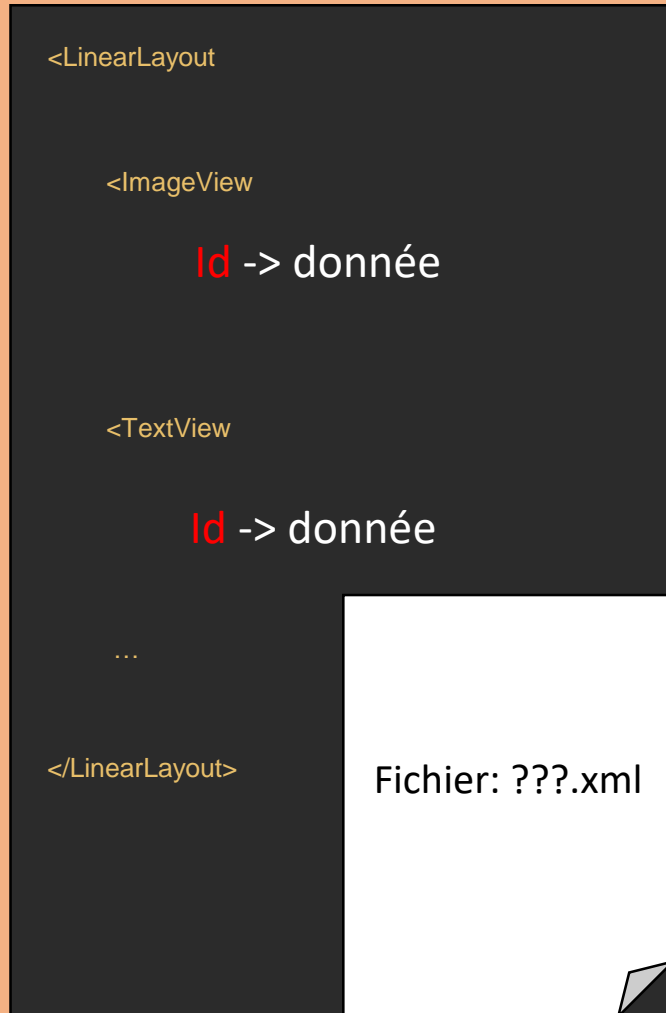 <LinearLayout
<ImageView
Id -> donnée
<TextView
Id -> donnée
…
</LinearLayout>
Fichier: ???.xml